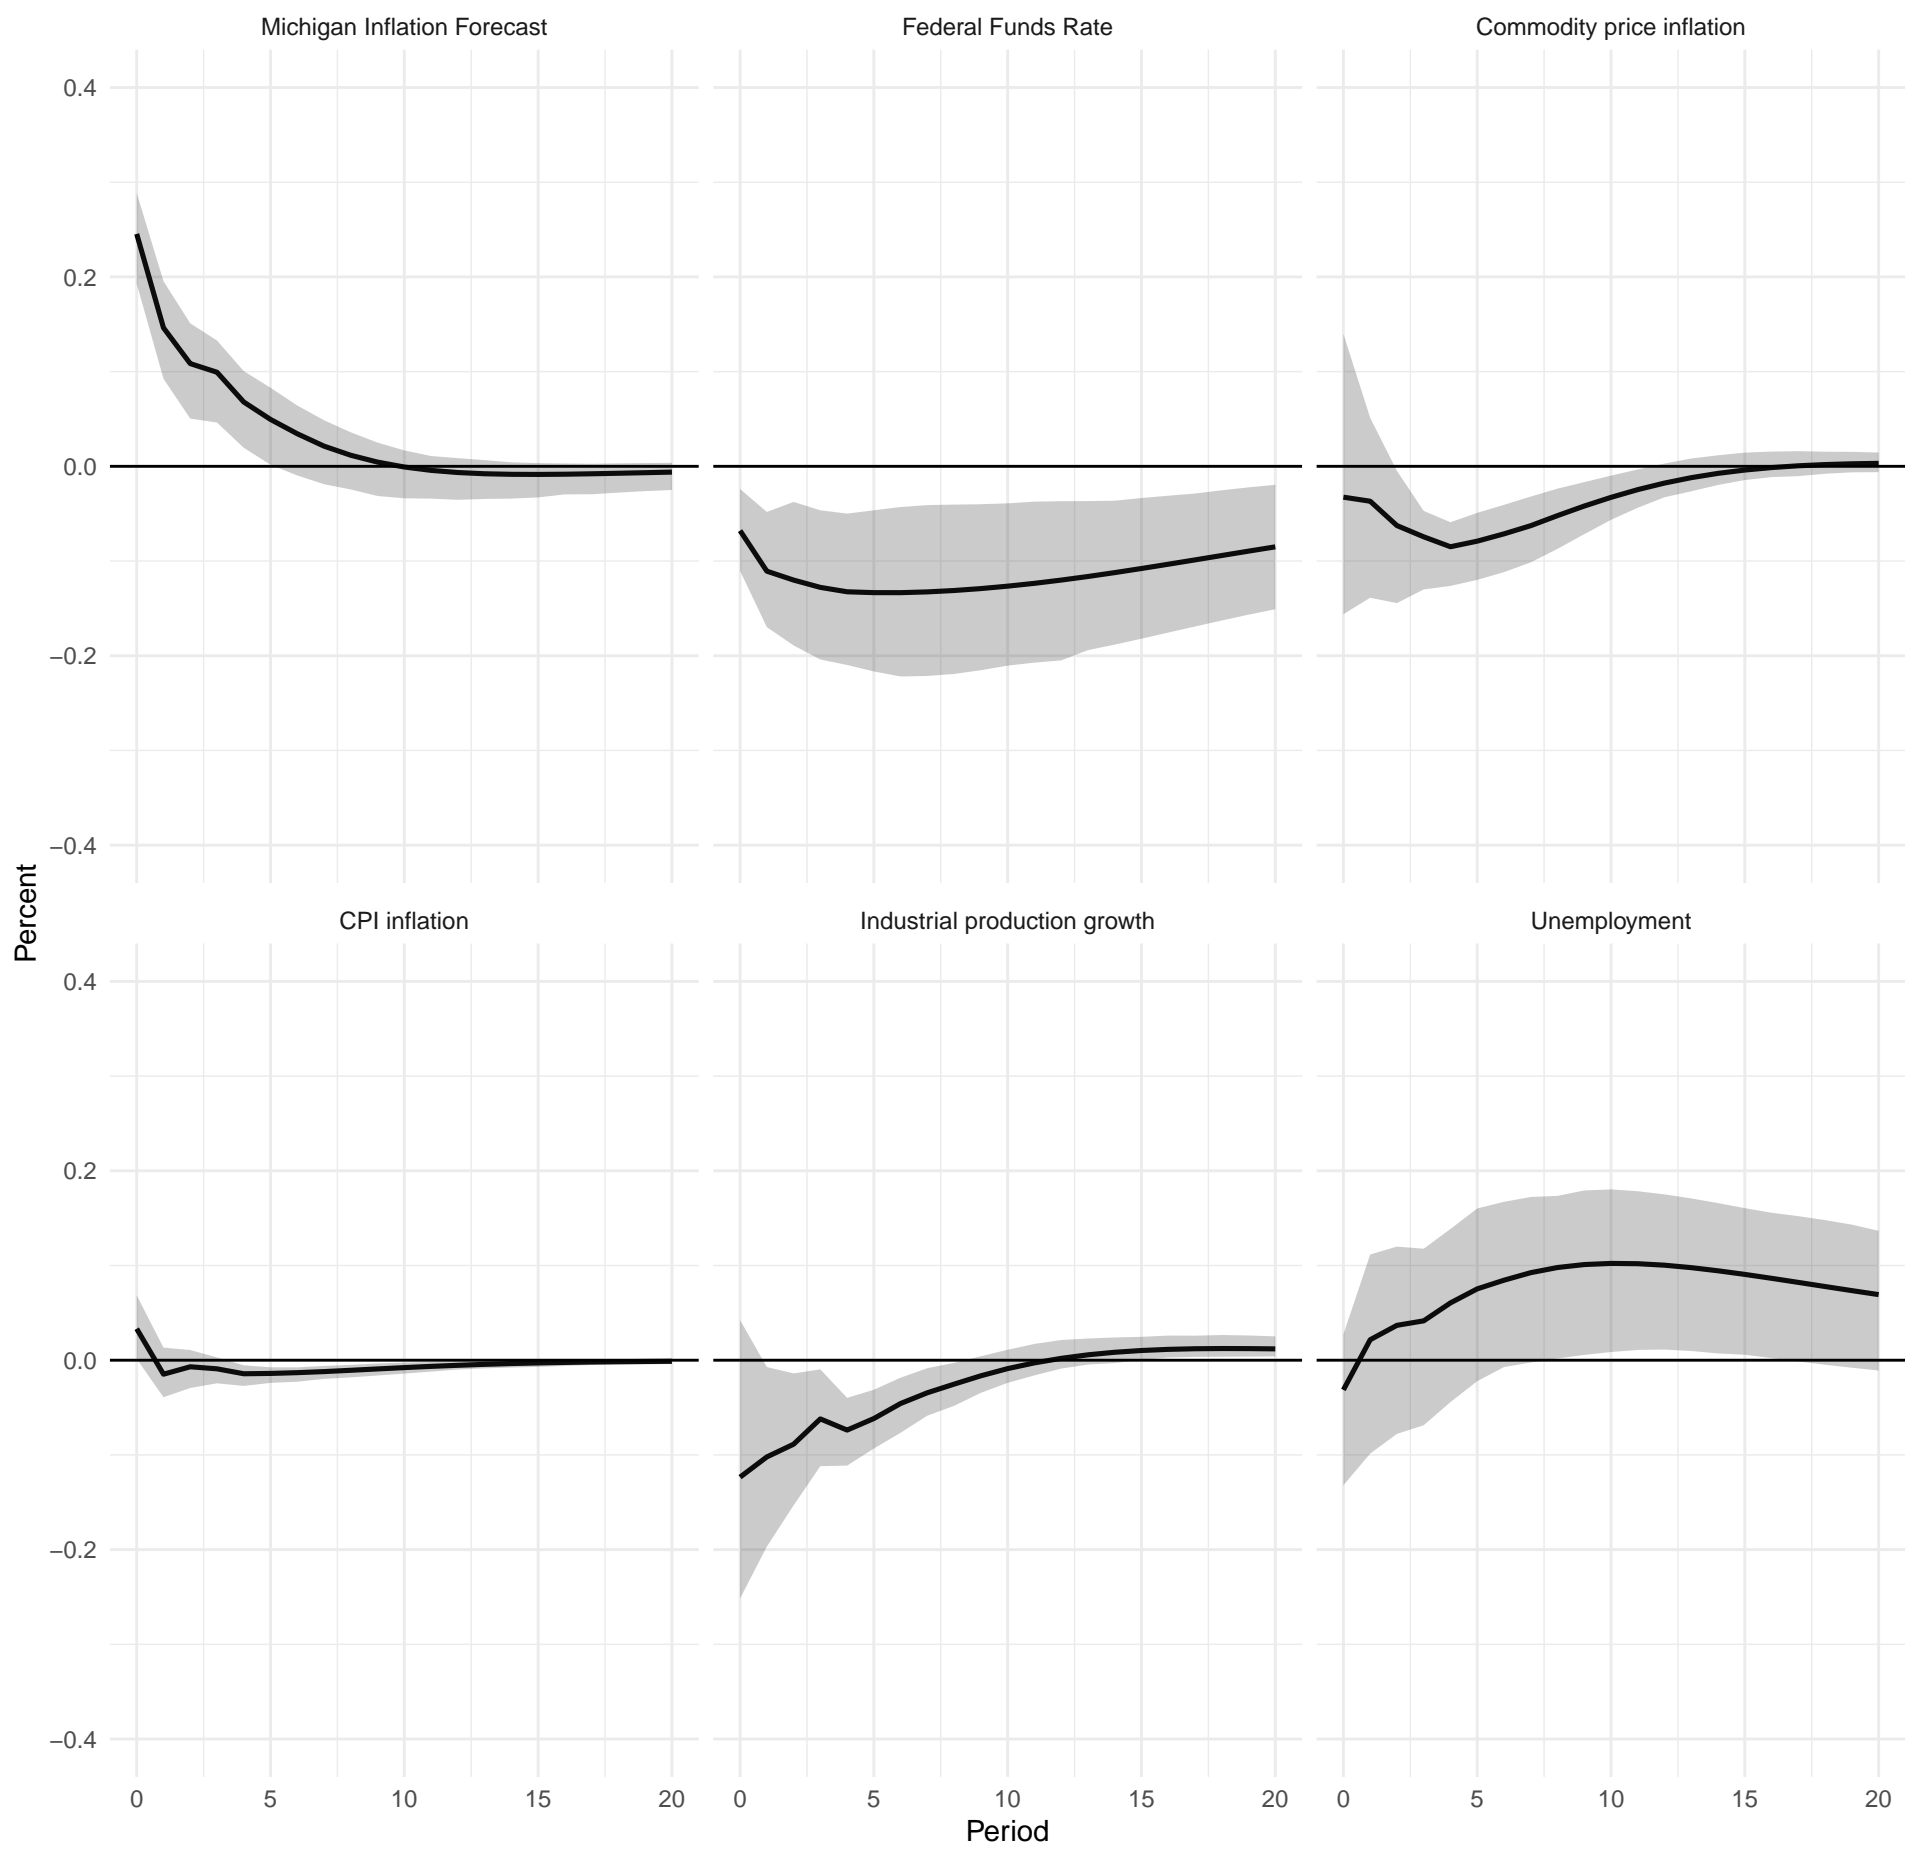 Michigan Inflation Forecast
Federal Funds Rate
Commodity price inflation
0.4
0.2
0.0
−0.2
−0.4
Percent
CPI inflation
Industrial production growth
Unemployment
0.4
0.2
0.0
−0.2
−0.4
0 5 10 15 20
0 5 10 15 20
0 5 10 15 20
Period